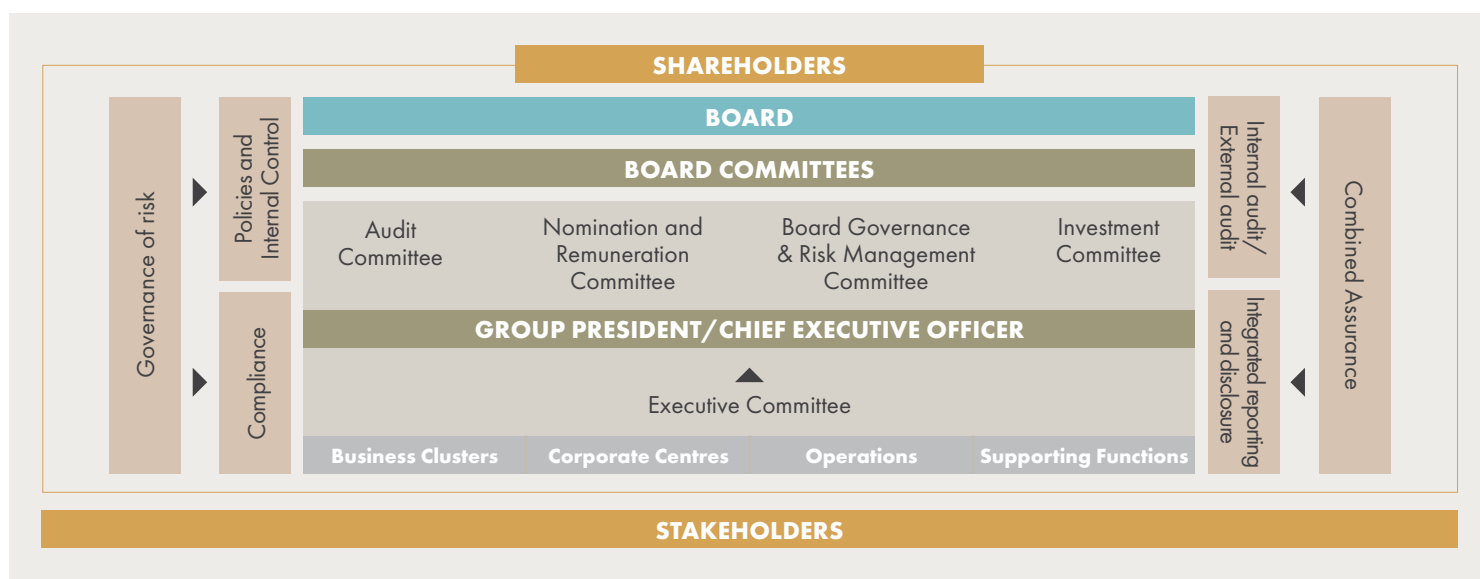 SHAREHOLDERS
Governance of risk
Policies and
Internal Control
Compliance
BOARD
BOARD COMMITTEES
Audit
Committee
Nomination and
Remuneration
Committee
Board Governance
& Risk Management
Committee
Investment
Committee
GROUP PRESIDENT/CHIEF EXECUTIVE OFFICER
Executive Committee
Business Clusters
Corporate Centres
Operations
Supporting Functions
Internal audit/
External audit
Integrated reporting
and disclosure
Combined Assurance
STAKEHOLDERS